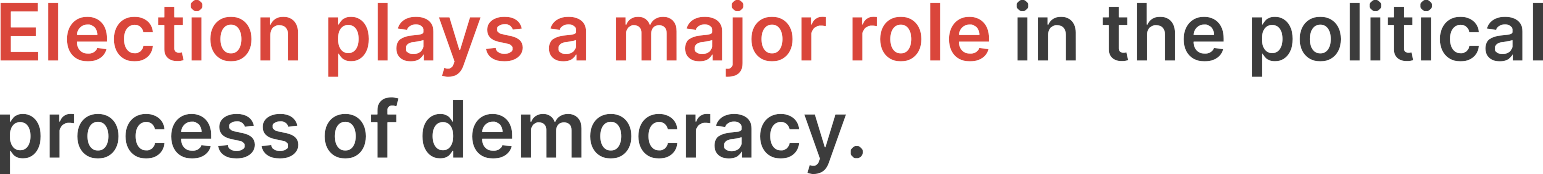 Election plays a major role in the political
process of democracy.